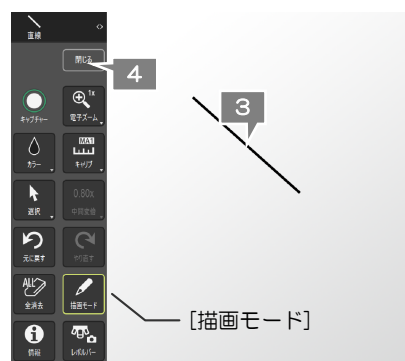 直線
閉じる
4
3
キャプチャー
1x
電子ズーム
カラー
MA1
キャリブ
選択
0.80x
中間変倍
元に戻す
やり直す
ALL
全消去
描画モード
[描画モード]
情報
レボルバー